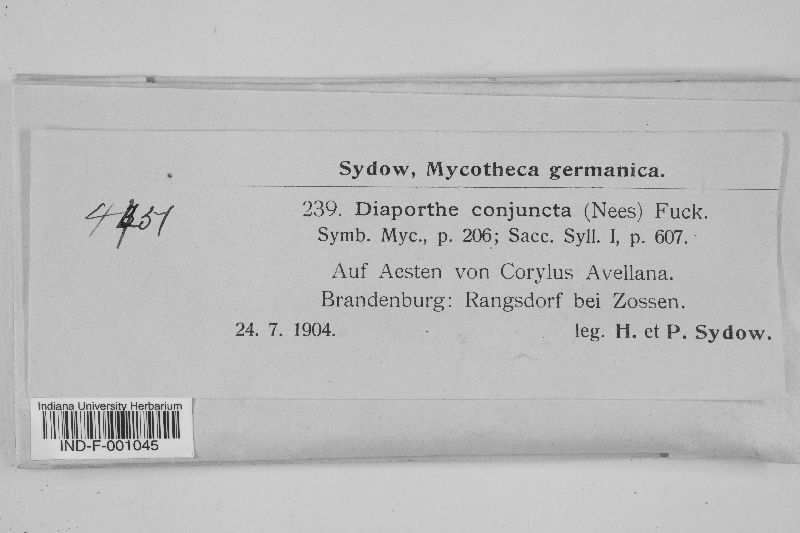 Sydow, Mycotheca germanica.
239. Diaporthe conjuncta (Nees) Fuck.
Symb. Myc., p. 206; Sacc. Syll. I, p. 607.
Auf Aesten von Corylus Avellana.
Brandenburg: Rangsdorf bei Zossen.
24. 7. 1904. leg. H. et P. Sydow.
Indiana University Herbarium
IND-F-001045